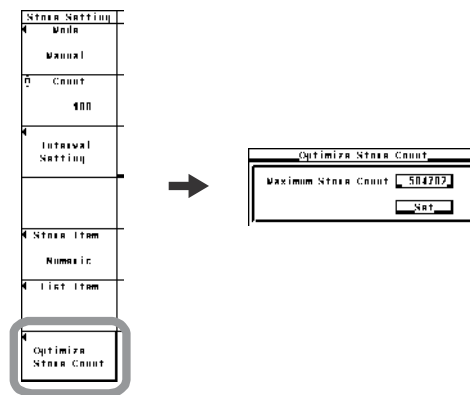 Store Setting
Mode
Manual
Count
100
Interval
Setting
Store Item
Numeric
List Item
Optimize
Store Count
Optimize Store Count
Maximum Store Count
Set